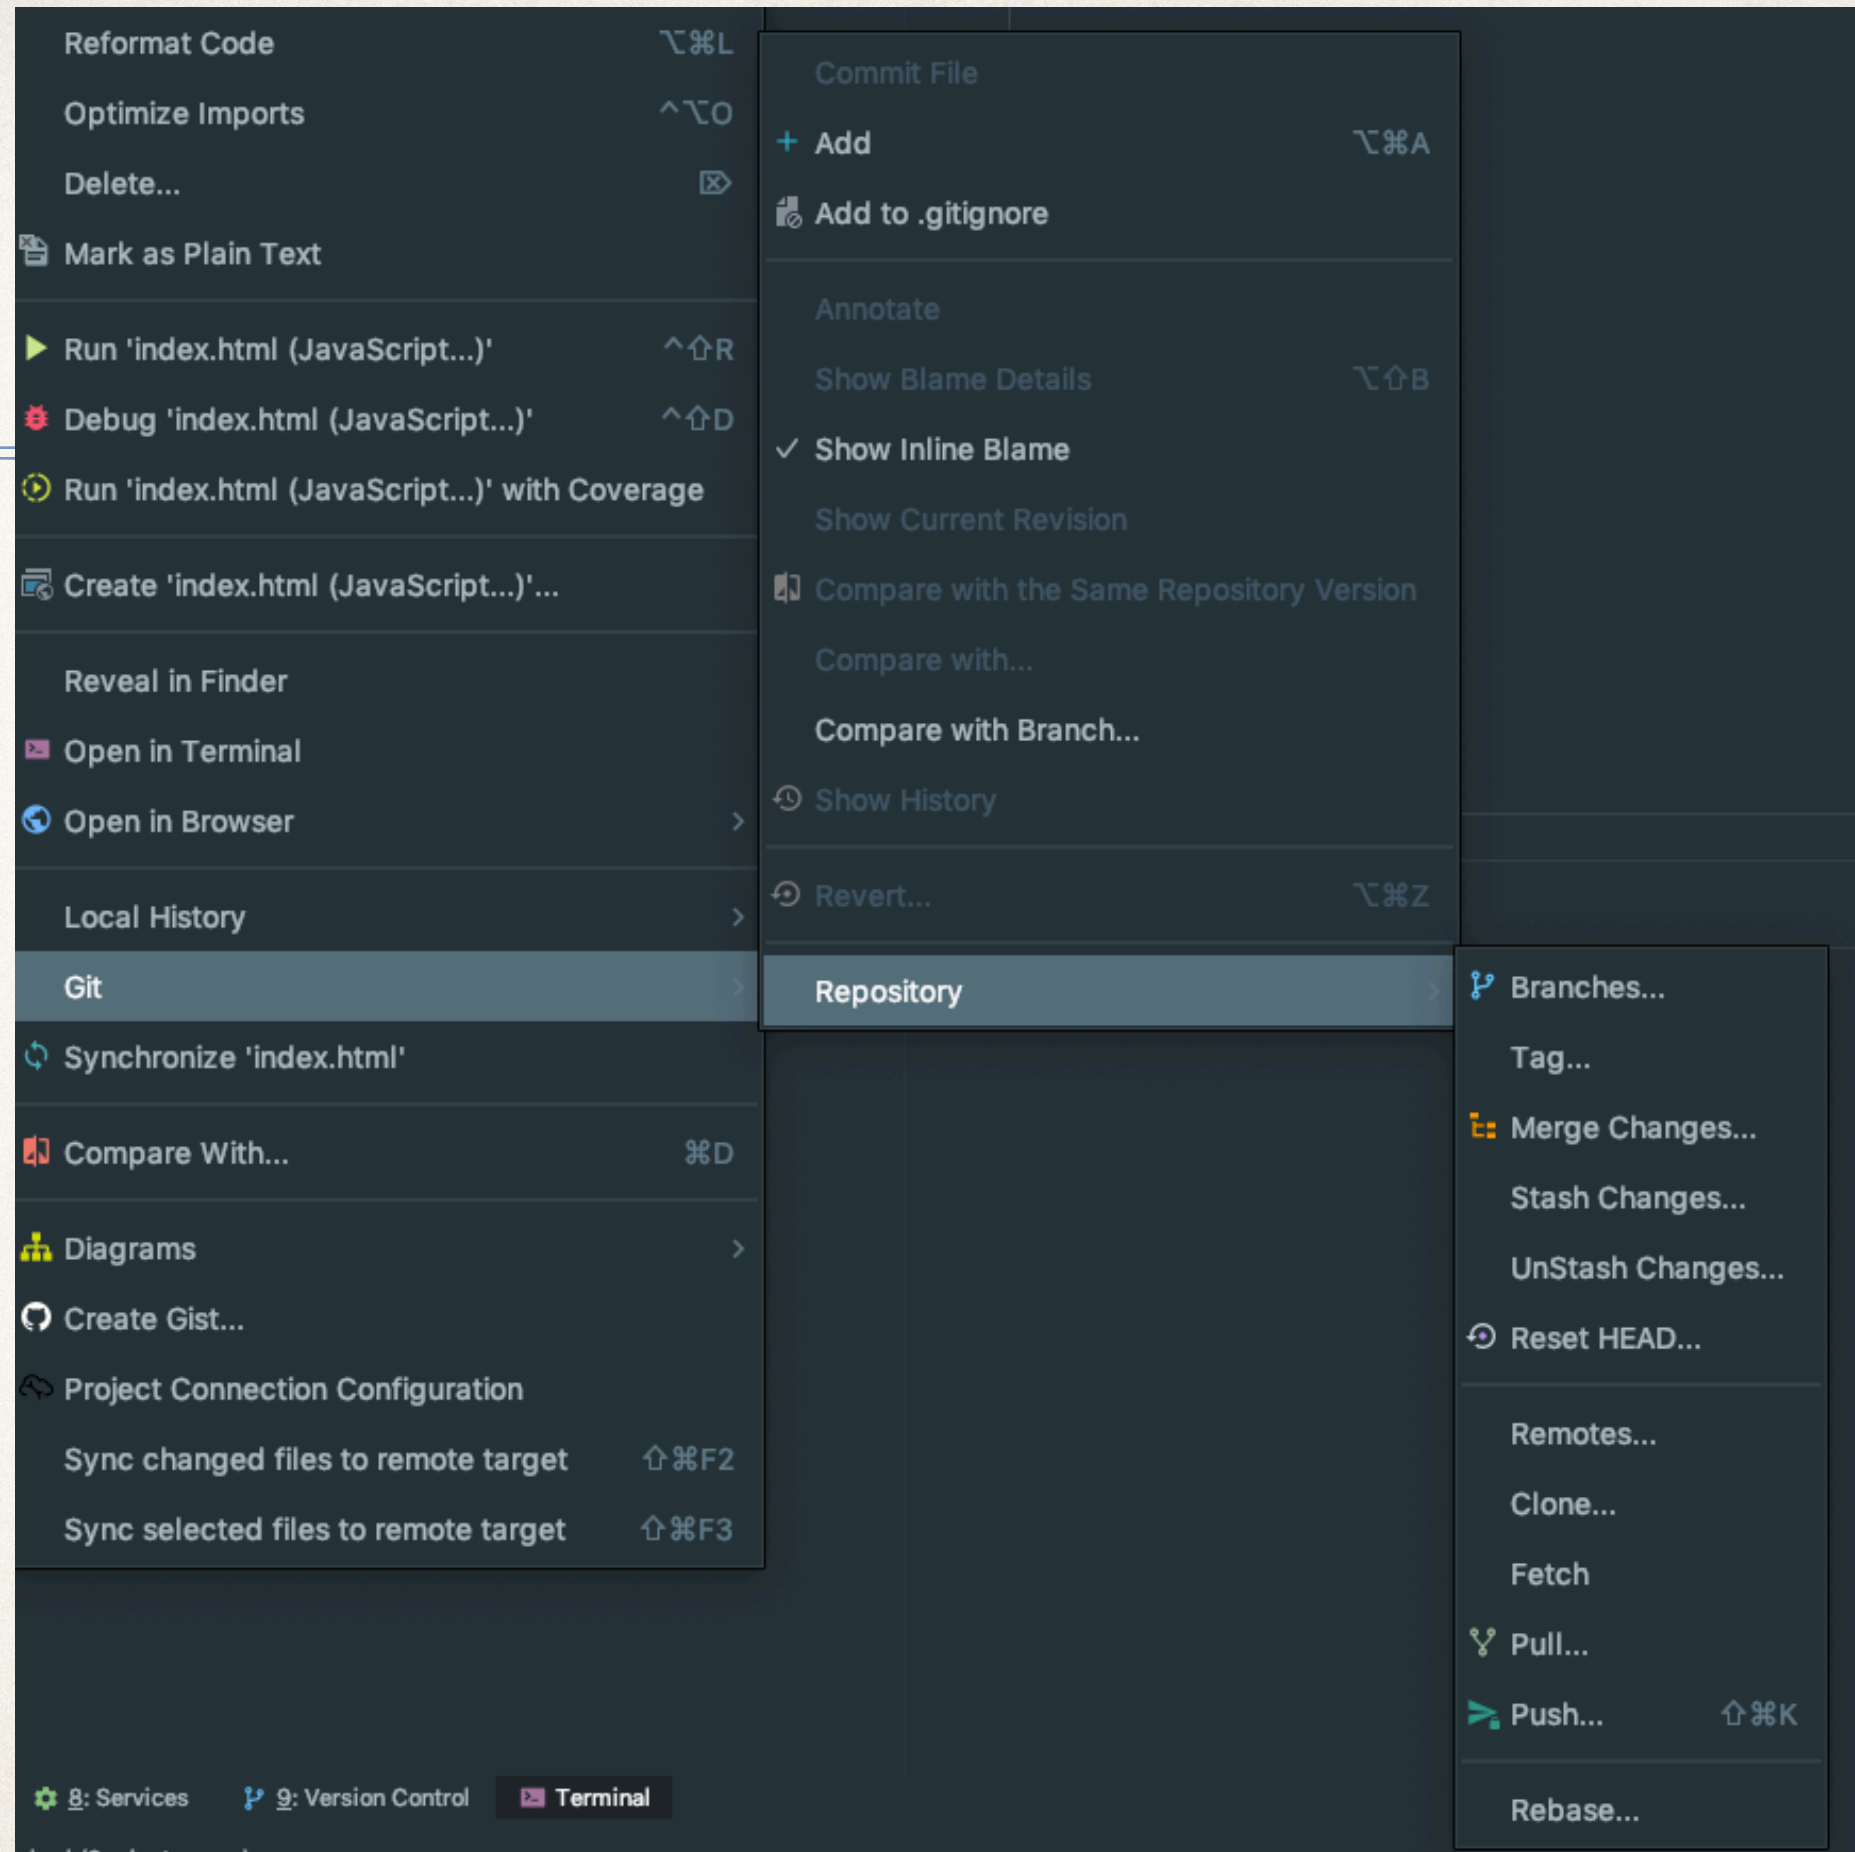 Reformat Code ⌥⌘L
Optimize Imports ^⌥O
Delete... ⌦
Mark as Plain Text
Run 'index.html (JavaScript...)' ^⇧R
Debug 'index.html (JavaScript...)' ^⇧D
Run 'index.html (JavaScript...)' with Coverage
Create 'index.html (JavaScript...)'...
Reveal in Finder
Open in Terminal
Open in Browser
Local History
Git
Synchronize 'index.html'
Compare With... ⌘D
Diagrams
Create Gist...
Project Connection Configuration
Sync changed files to remote target ⇧⌘F2
Sync selected files to remote target ⇧⌘F3
Commit File
Add ⌥⌘A
Add to .gitignore
Annotate
Show Blame Details ⌥⇧B
Show Inline Blame
Show Current Revision
Compare with the Same Repository Version
Compare with...
Compare with Branch...
Show History
Revert... ⌥⌘Z
Repository
Branches...
Tag...
Merge Changes...
Stash Changes...
UnStash Changes...
Reset HEAD...
Remotes...
Clone...
Fetch
Pull...
Push... ⇧⌘K
Rebase...
8: Services 9: Version Control Terminal